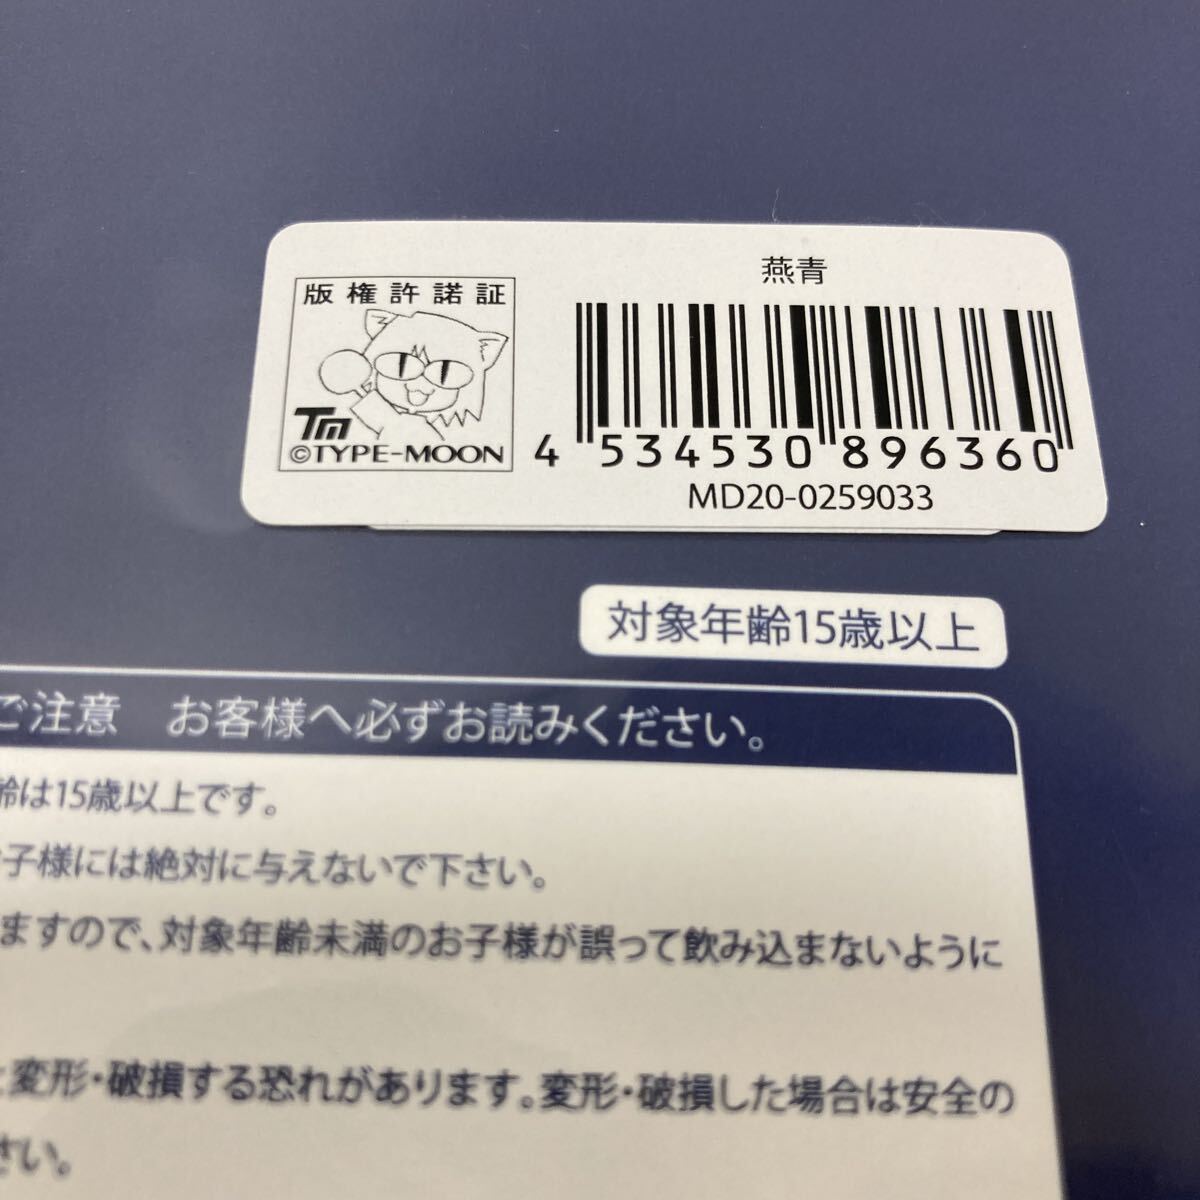 燕青
版権許諾証
TM
©TYPE-MOON
4 534530 896360
MD20-0259033
対象年齢15歳以上
ご注意 お客様へ必ずお読みください。
齢は15歳以上です。
お子様には絶対に与えないで下さい。
ますので、対象年齢未満のお子様が誤って飲み込まないように
と変形・破損する恐れがあります。変形・破損した場合は安全の
さい。